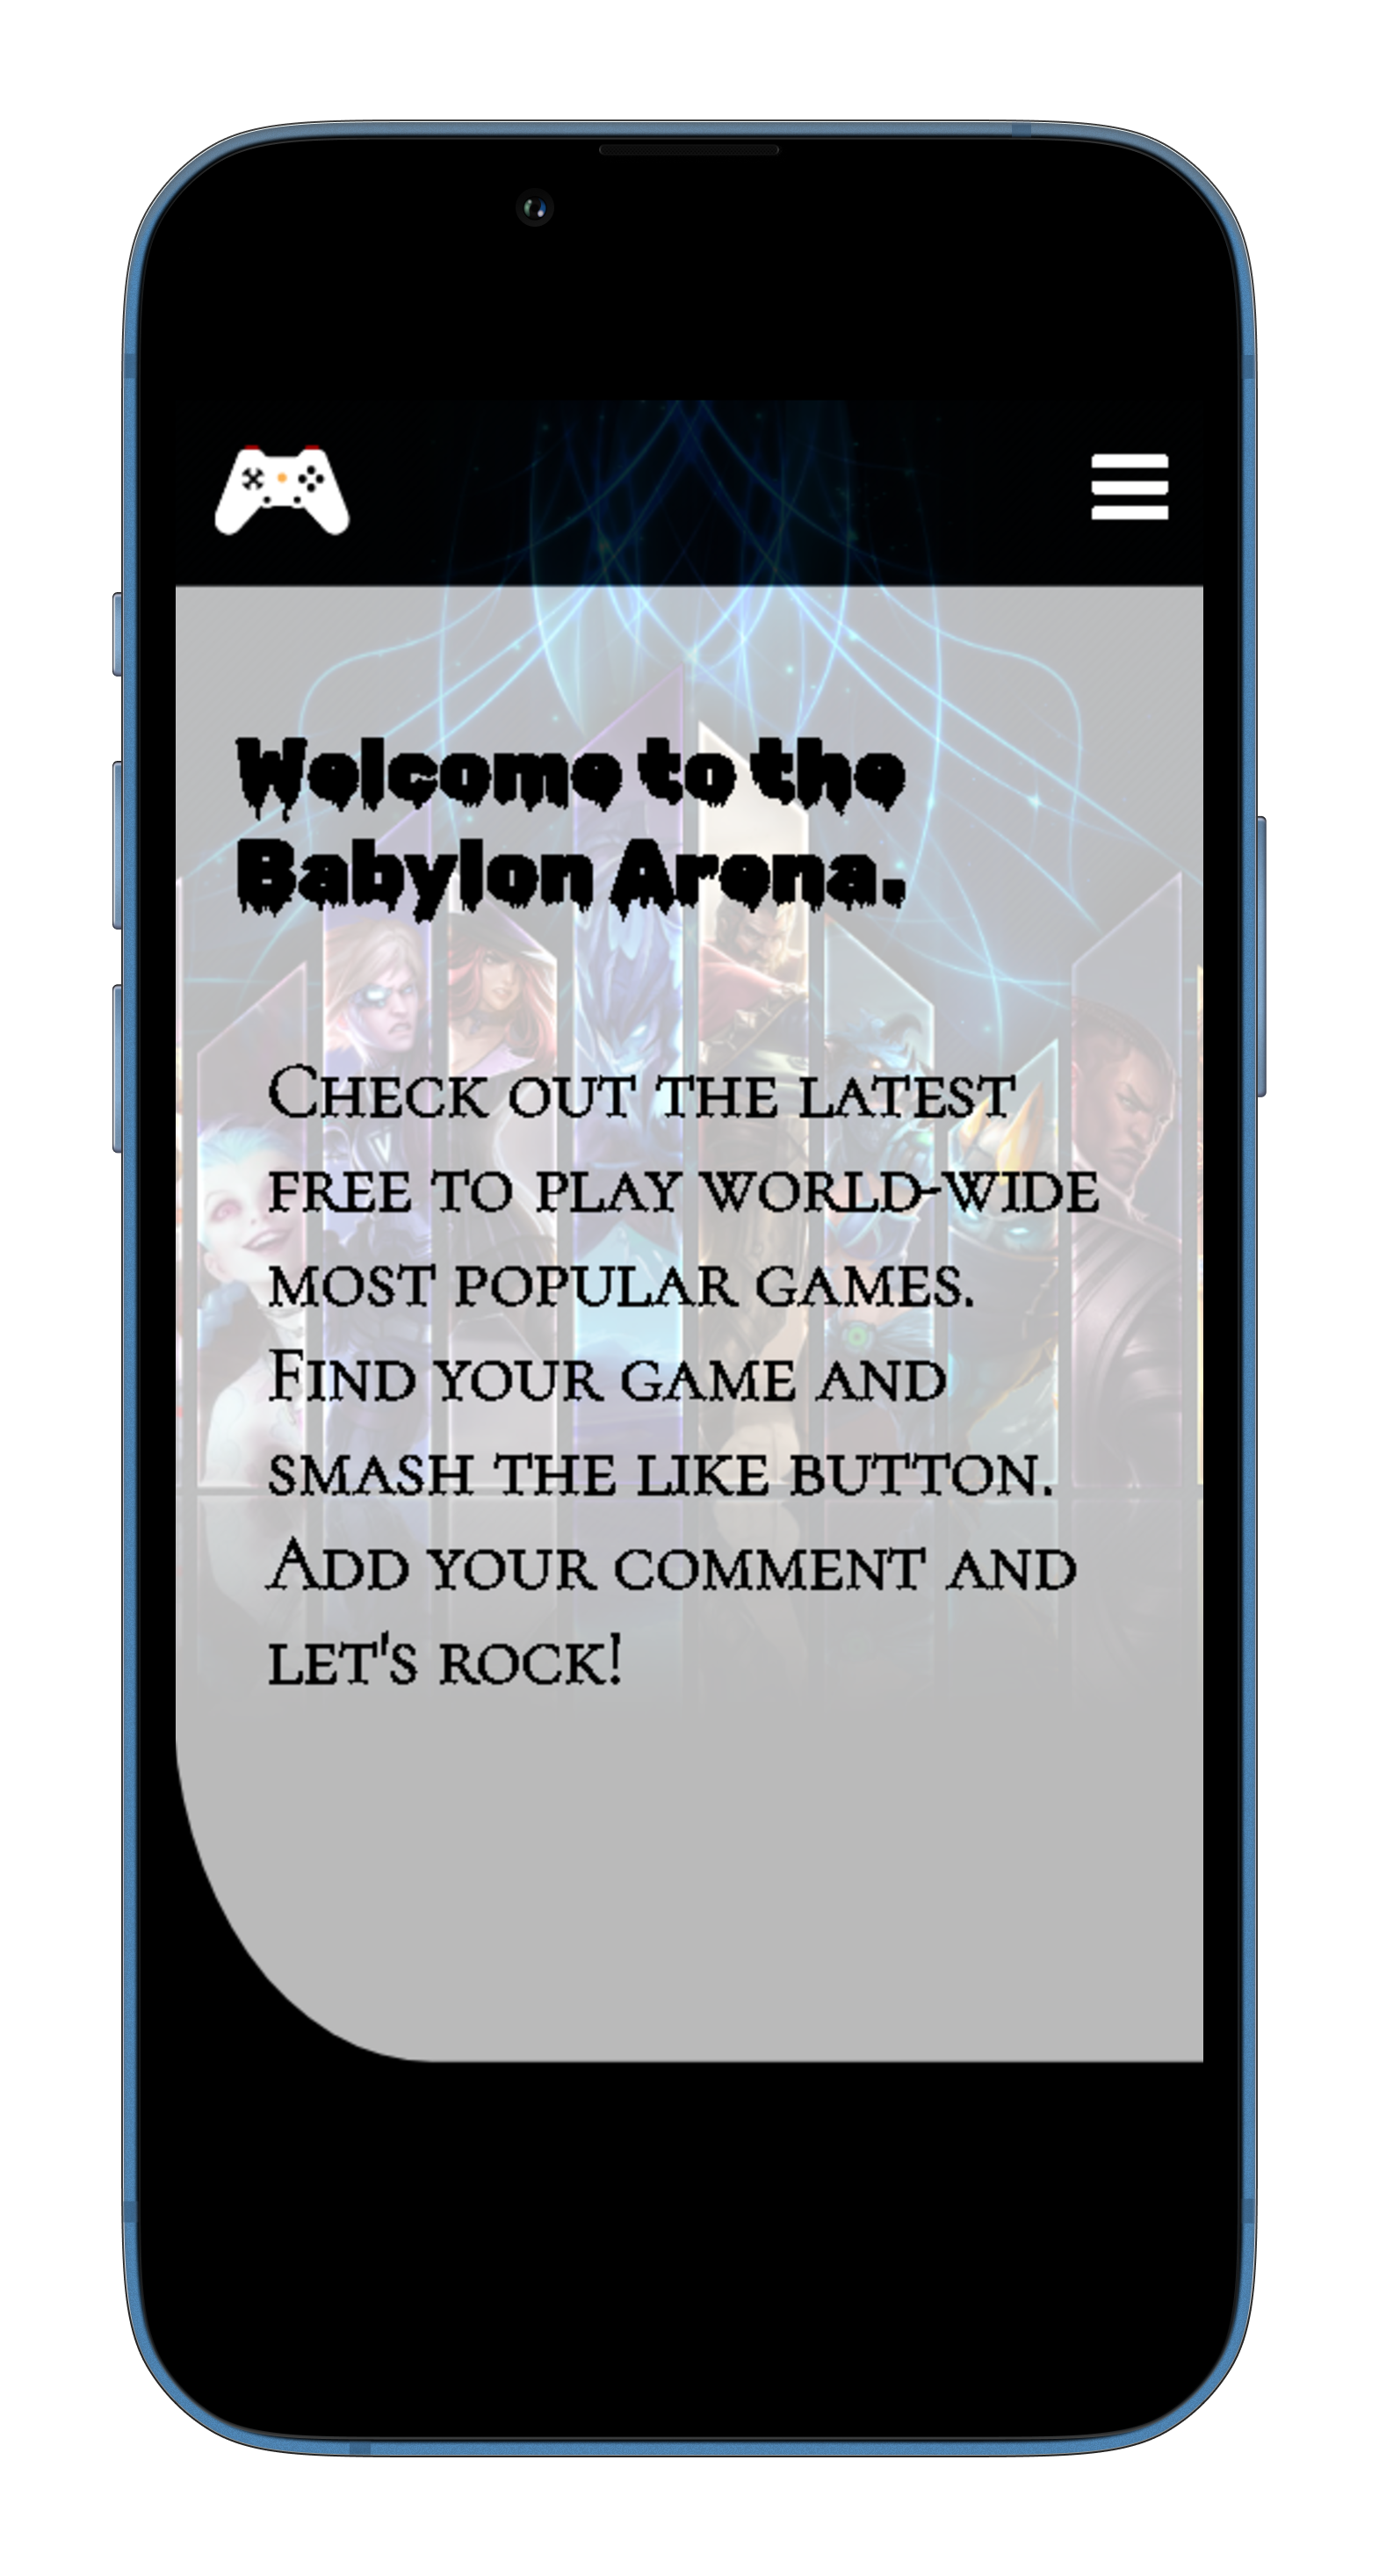 Welcome to the
Babylon Arena.
Check out the latest
free to play world-wide
most popular games.
Find your game and
smash the like button.
Add your comment and
let's rock!